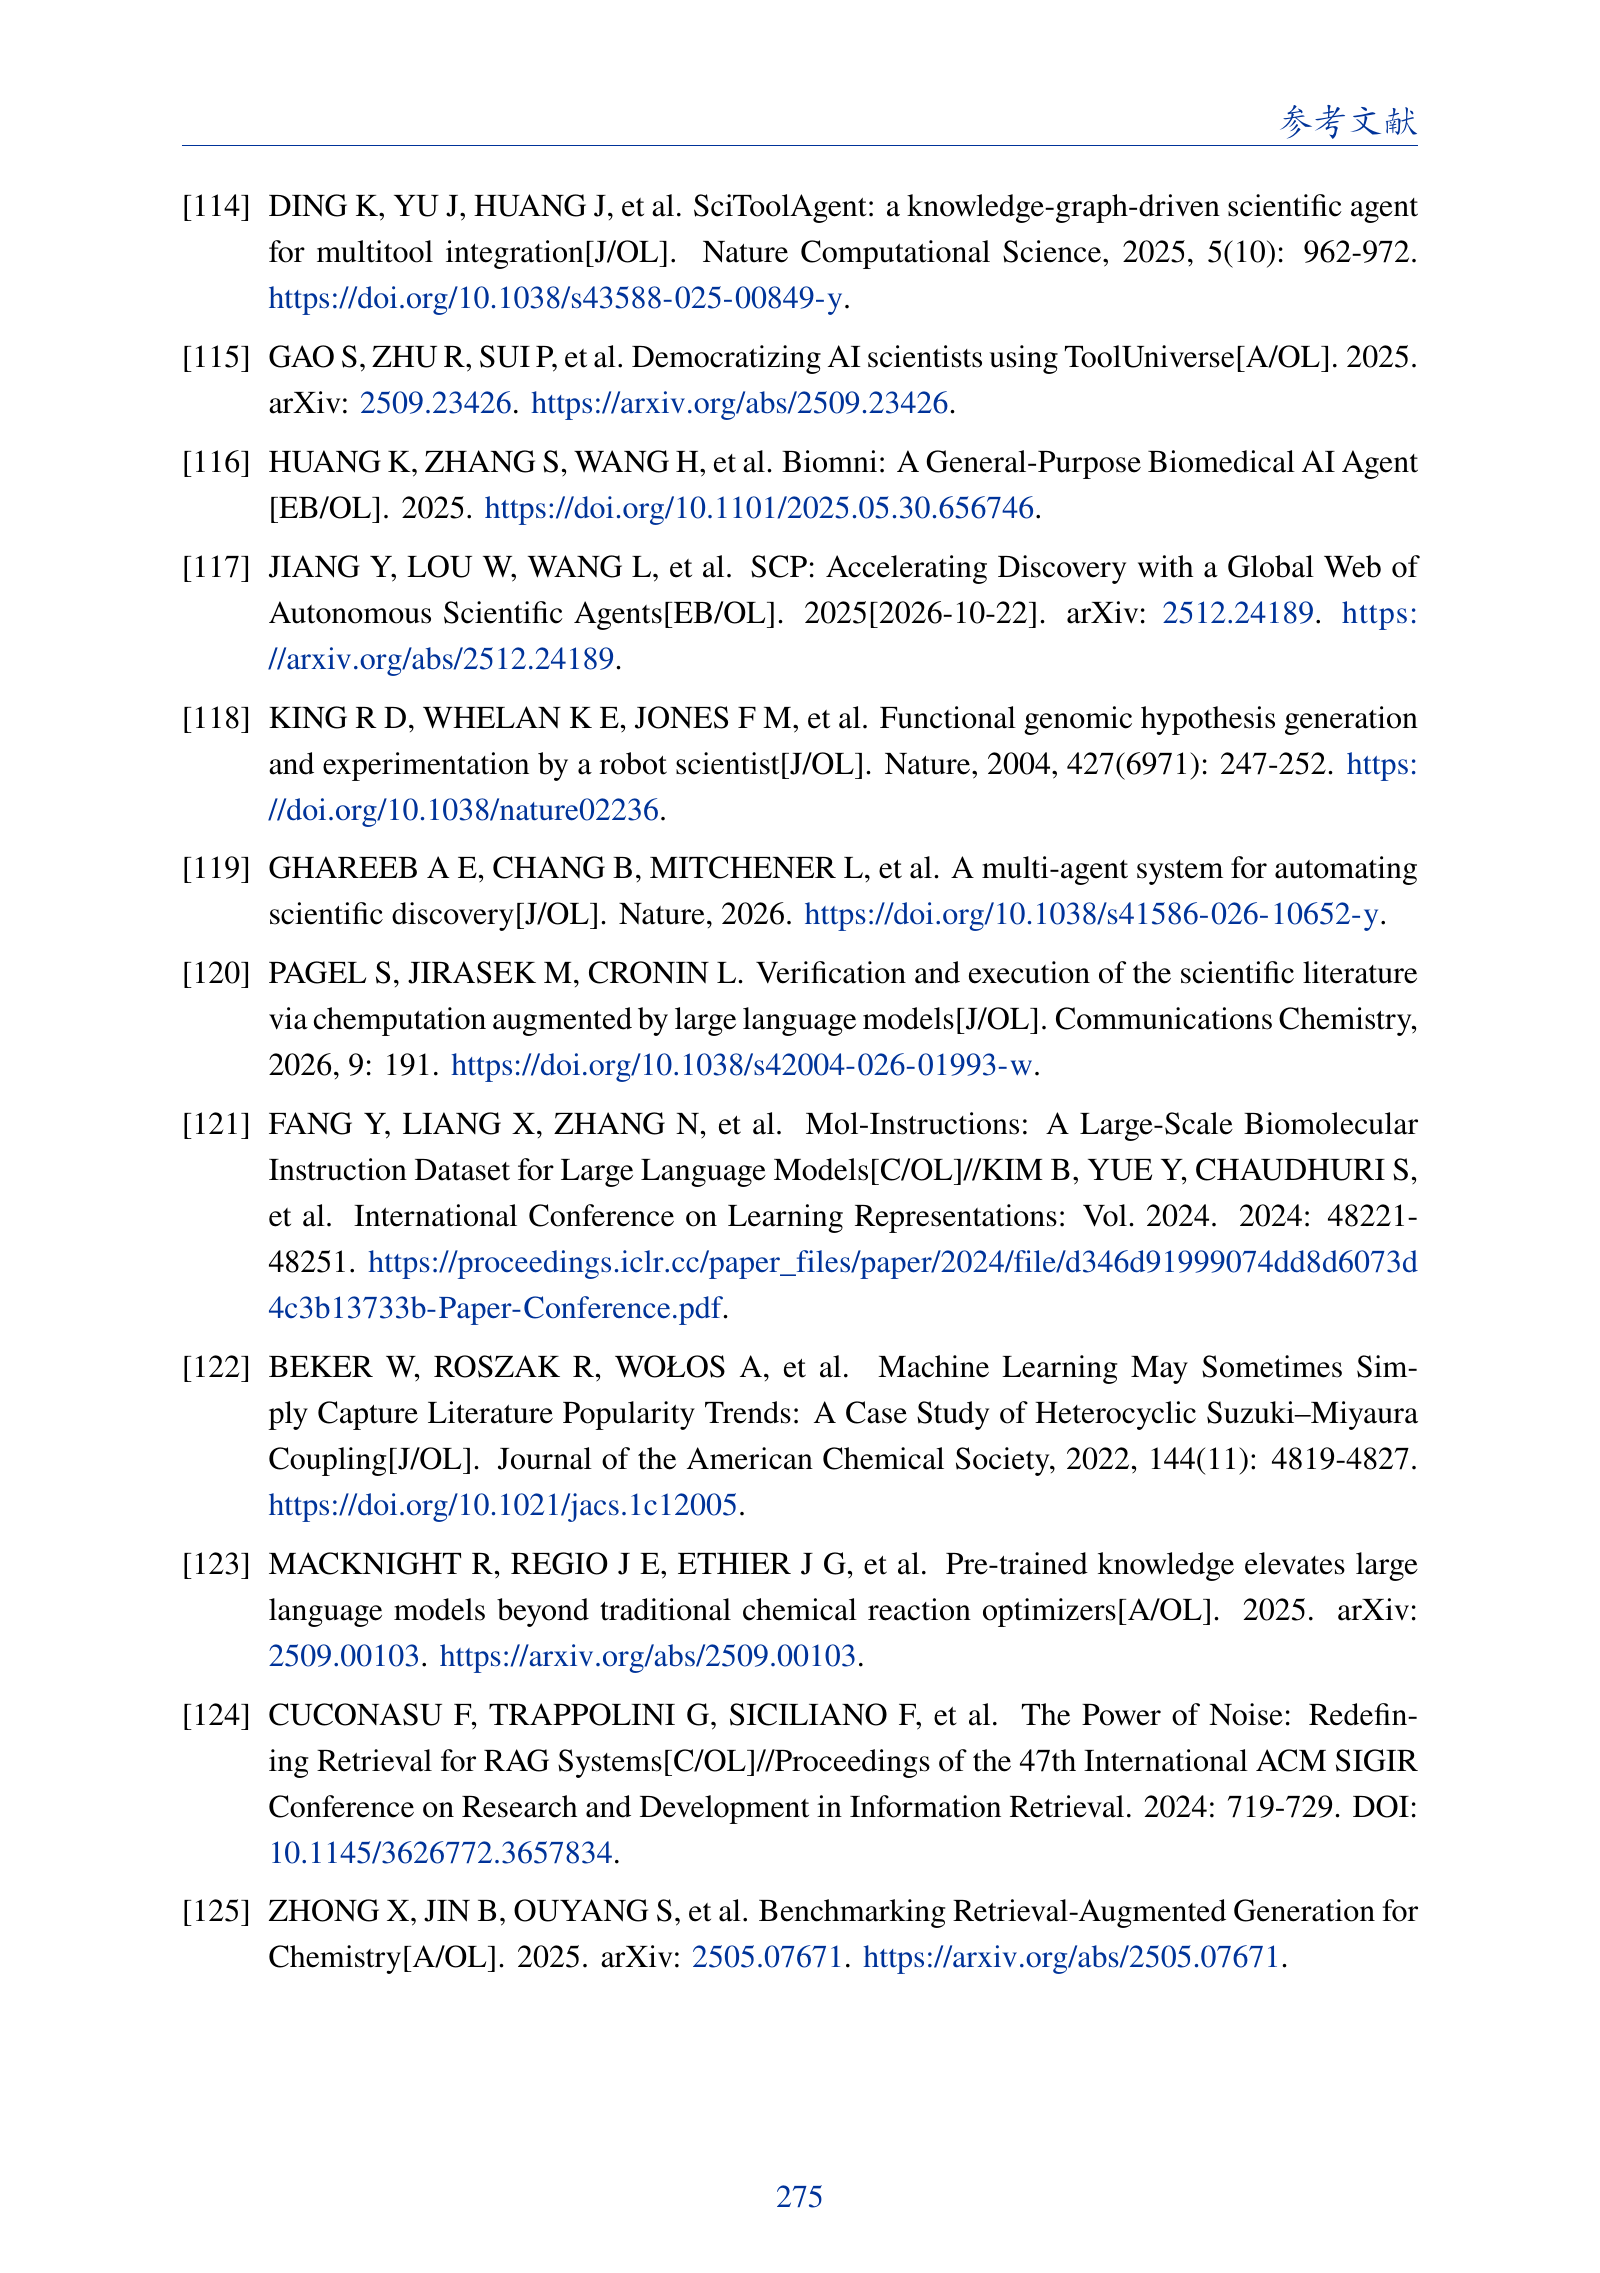 参考文献
[114] DING K, YU J, HUANG J, et al. SciToolAgent: a knowledge-graph-driven scientific agent
for multitool integration[J/OL]. Nature Computational Science, 2025, 5(10): 962-972.
https://doi.org/10.1038/s43588-025-00849-y.
[115] GAO S, ZHU R, SUI P, et al. Democratizing AI scientists using ToolUniverse[A/OL]. 2025.
arXiv: 2509.23426. https://arxiv.org/abs/2509.23426.
[116] HUANG K, ZHANG S, WANG H, et al. Biomni: A General-Purpose Biomedical AI Agent
[EB/OL]. 2025. https://doi.org/10.1101/2025.05.30.656746.
[117] JIANG Y, LOU W, WANG L, et al. SCP: Accelerating Discovery with a Global Web of
Autonomous Scientific Agents[EB/OL]. 2025[2026-10-22]. arXiv: 2512.24189. https:
//arxiv.org/abs/2512.24189.
[118] KING R D, WHELAN K E, JONES F M, et al. Functional genomic hypothesis generation
and experimentation by a robot scientist[J/OL]. Nature, 2004, 427(6971): 247-252. https:
//doi.org/10.1038/nature02236.
[119] GHAREEB A E, CHANG B, MITCHENER L, et al. A multi-agent system for automating
scientific discovery[J/OL]. Nature, 2026. https://doi.org/10.1038/s41586-026-10652-y.
[120] PAGEL S, JIRASEK M, CRONIN L. Verification and execution of the scientific literature
via chemputation augmented by large language models[J/OL]. Communications Chemistry,
2026, 9: 191. https://doi.org/10.1038/s42004-026-01993-w.
[121] FANG Y, LIANG X, ZHANG N, et al. Mol-Instructions: A Large-Scale Biomolecular
Instruction Dataset for Large Language Models[C/OL]//KIM B, YUE Y, CHAUDHURI S,
et al. International Conference on Learning Representations: Vol. 2024. 2024: 48221-
48251. https://proceedings.iclr.cc/paper_files/paper/2024/file/d346d91999074dd8d6073d
4c3b13733b-Paper-Conference.pdf.
[122] BEKER W, ROSZAK R, WOŁOS A, et al. Machine Learning May Sometimes Sim-
ply Capture Literature Popularity Trends: A Case Study of Heterocyclic Suzuki–Miyaura
Coupling[J/OL]. Journal of the American Chemical Society, 2022, 144(11): 4819-4827.
https://doi.org/10.1021/jacs.1c12005.
[123] MACKNIGHT R, REGIO J E, ETHIER J G, et al. Pre-trained knowledge elevates large
language models beyond traditional chemical reaction optimizers[A/OL]. 2025. arXiv:
2509.00103. https://arxiv.org/abs/2509.00103.
[124] CUCONASU F, TRAPPOLINI G, SICILIANO F, et al. The Power of Noise: Redefin-
ing Retrieval for RAG Systems[C/OL]//Proceedings of the 47th International ACM SIGIR
Conference on Research and Development in Information Retrieval. 2024: 719-729. DOI:
10.1145/3626772.3657834.
[125] ZHONG X, JIN B, OUYANG S, et al. Benchmarking Retrieval-Augmented Generation for
Chemistry[A/OL]. 2025. arXiv: 2505.07671. https://arxiv.org/abs/2505.07671.
275